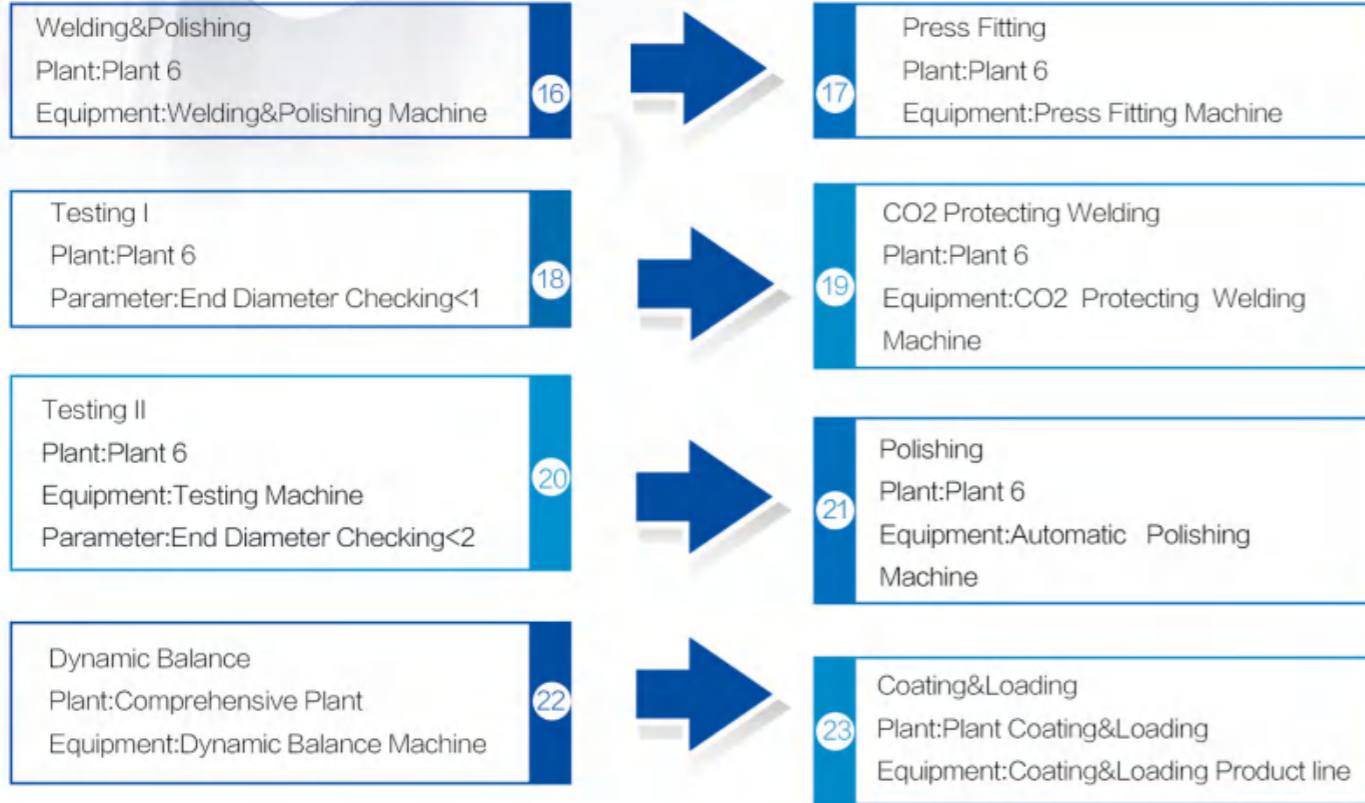 Welding&Polishing
Plant:Plant 6
Equipment:Welding&Polishing Machine
16
Press Fitting
Plant:Plant 6
Equipment:Press Fitting Machine
17
Testing I
Plant:Plant 6
Parameter:End Diameter Checking<1
18
CO2 Protecting Welding
Plant:Plant 6
Equipment:CO2 Protecting Welding
Machine
19
Testing II
Plant:Plant 6
Equipment:Testing Machine
Parameter:End Diameter Checking<2
20
Polishing
Plant:Plant 6
Equipment:Automatic Polishing
Machine
21
Dynamic Balance
Plant:Comprehensive Plant
Equipment:Dynamic Balance Machine
22
Coating&Loading
Plant:Plant Coating&Loading
Equipment:Coating&Loading Product line
23